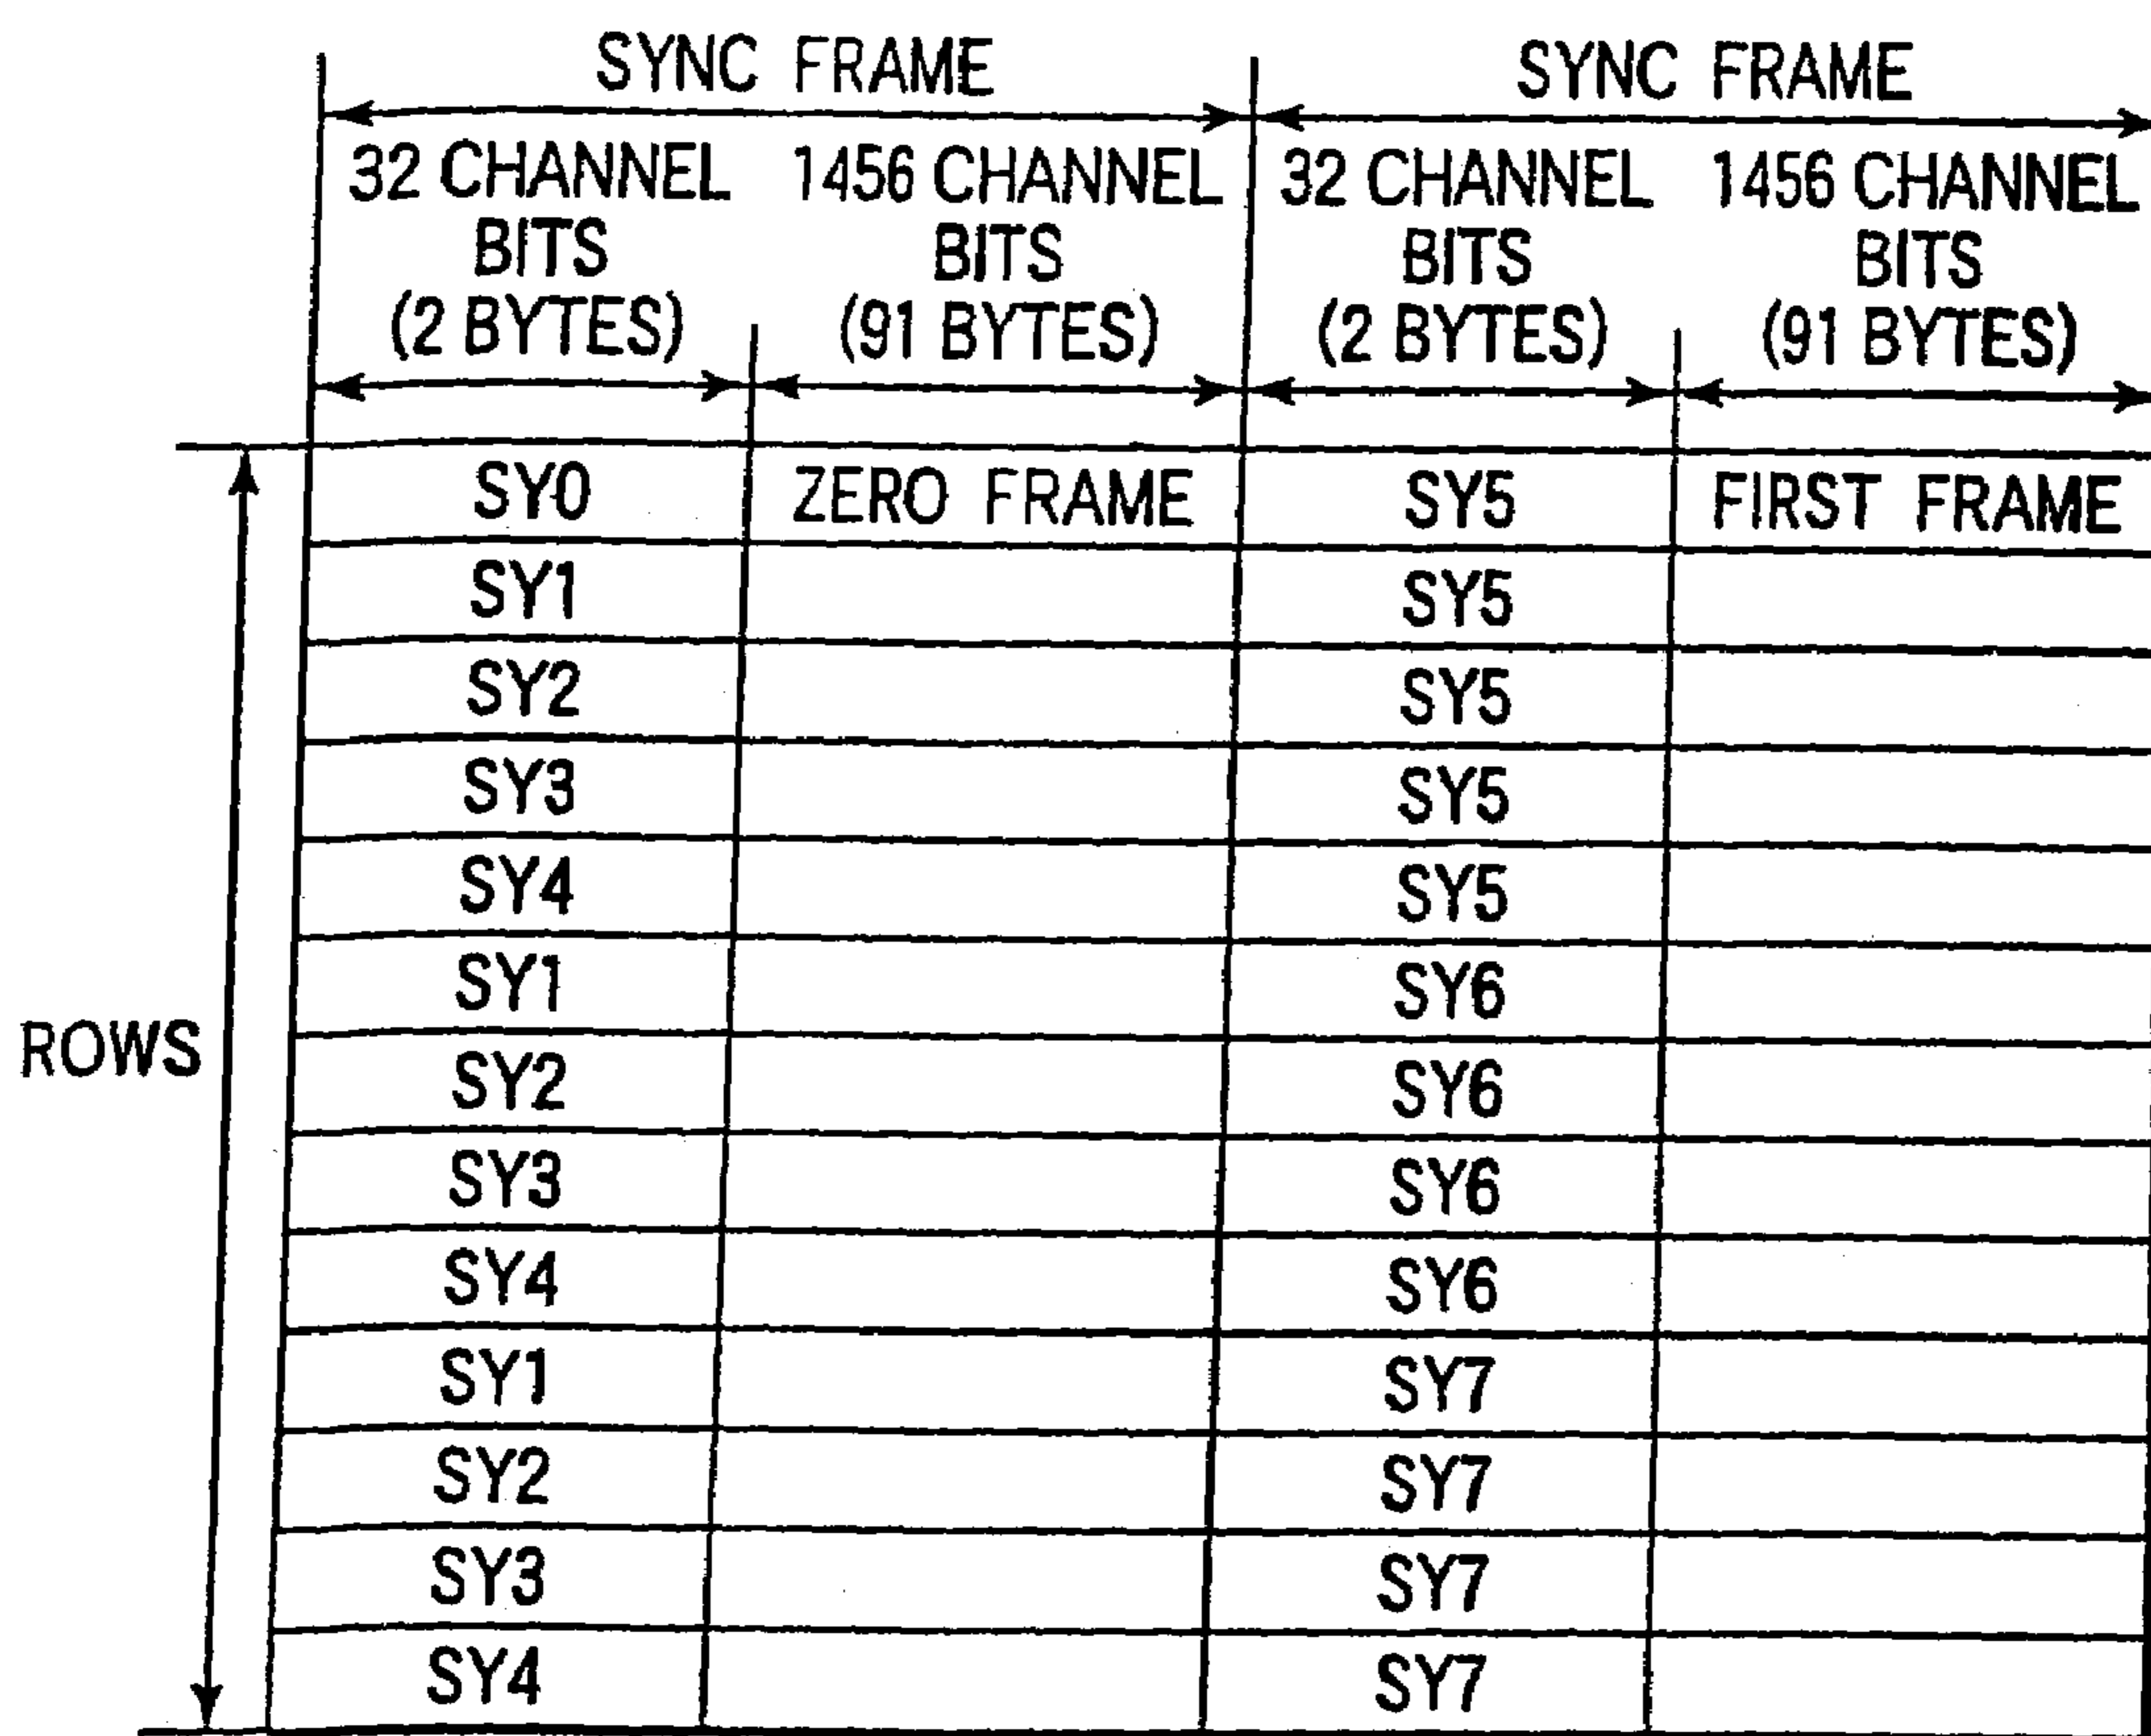 SYNC FRAME SYNC FRAME
32 CHANNEL BITS (2 BYTES) 1456 CHANNEL BITS (91 BYTES) 32 CHANNEL BITS (2 BYTES) 1456 CHANNEL BITS (91 BYTES)
SY0 ZERO FRAME SY5 FIRST FRAME
SY1 SY5
SY2 SY5
SY3 SY5
SY4 SY5
SY1 SY6
ROWS
SY2 SY6
SY3 SY6
SY4 SY6
SY1 SY7
SY2 SY7
SY3 SY7
SY4 SY7